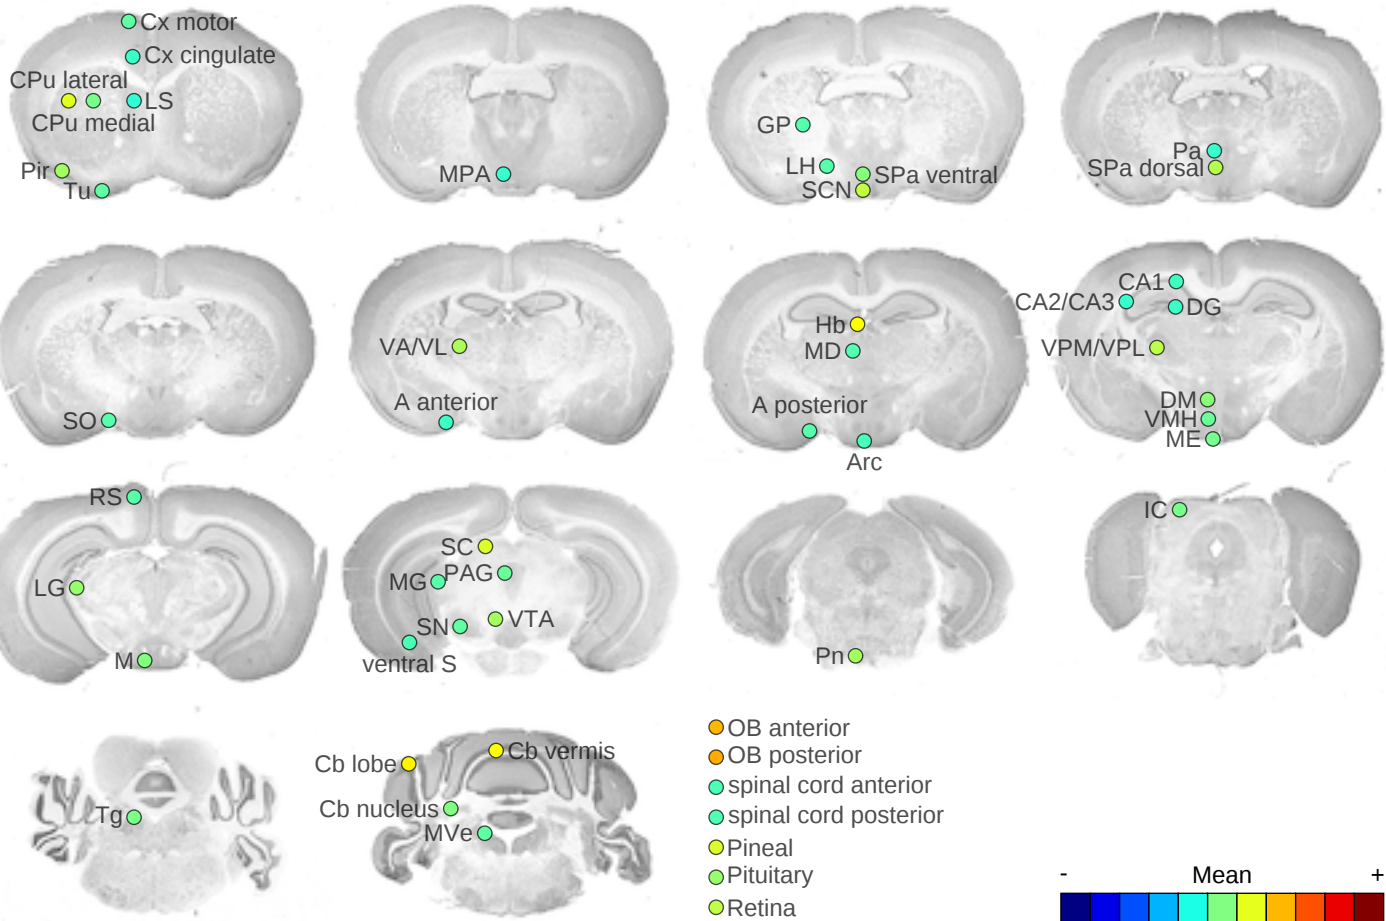 Cx motor
Cx cingulate
CPu lateral
LS
CPu medial
Pir
Tu
MPA
GP
LH
SPa ventral
SCN
Pa
SPa dorsal
SO
VA/VL
A anterior
Hb
MD
A posterior
Arc
CA1
CA2/CA3
DG
VPM/VPL
DM
VMH
ME
RS
LG
M
SC
MG
PAG
SN
VTA
ventral S
Pn
IC
Tg
Cb lobe
Cb vermis
Cb nucleus
MVe
OB anterior
OB posterior
spinal cord anterior
spinal cord posterior
Pineal
Pituitary
Retina
- Mean +